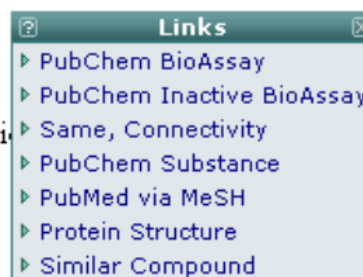 Links
PubChem BioAssay
PubChem Inactive BioAssay
Same, Connectivity
PubChem Substance
PubMed via MeSH
Protein Structure
Similar Compound